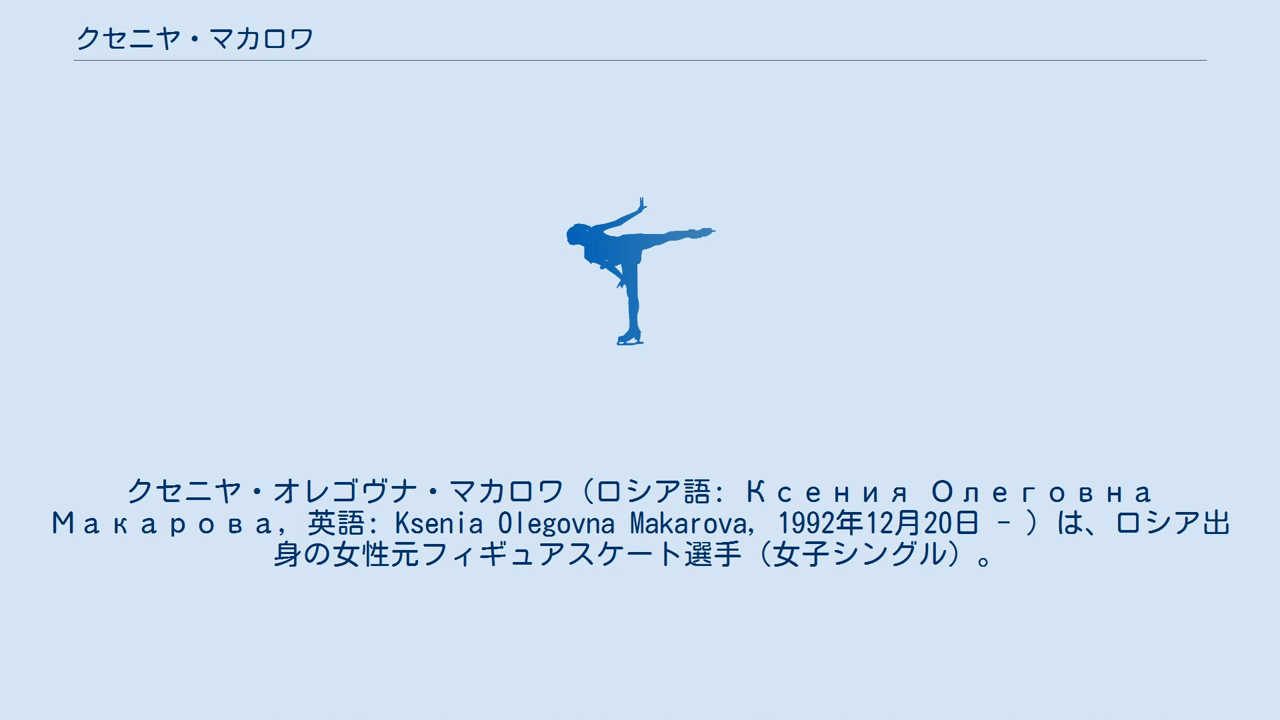 クセニヤ・マカロワ
クセニヤ・オレゴヴナ・マカロワ（ロシア語: Ксения Олеговна
Макарова, 英語: Ksenia Olegovna Makarova, 1992年12月20日 - ）は、ロシア出
身の女性元フィギュアスケート選手（女子シングル）。